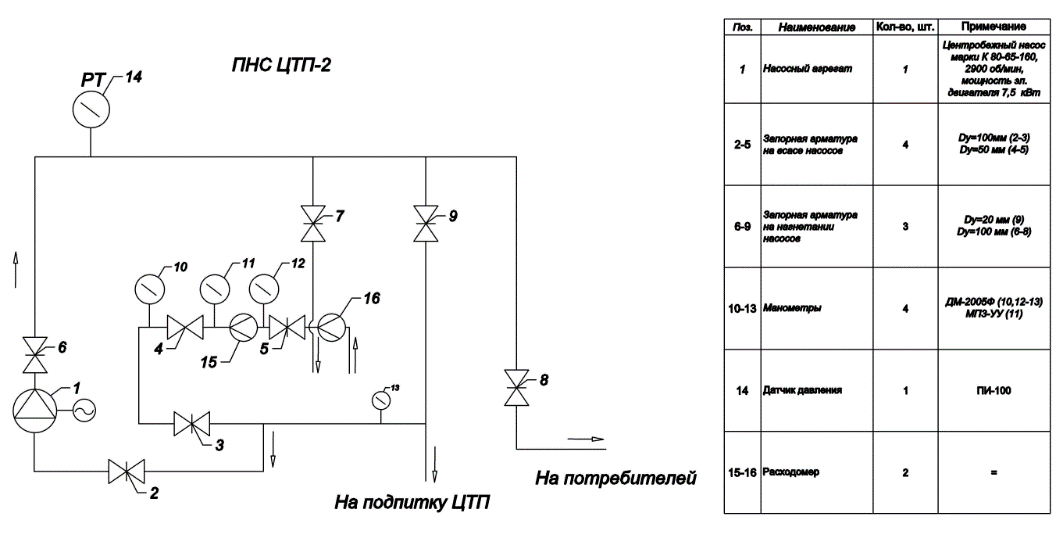 ПНС ЦТП-2
РТ
14
7
9
10
11
12
16
4
15
5
6
1
13
8
3
2
На потребителей
На подпитку ЦТП
Поз. Наименование Кол-во, шт. Примечание
1 Насосный агрегат 1
Центробежный насос
марки К 80-65-160,
2900 об/мин,
мощность эл.
двигателя 7,5 кВт
2-5
Запорная арматура
на всасе насосов
4
Dy=100мм (2-3)
Dy=50 мм (4-5)
6-9
Запорная арматура
на нагнетании
насосов
3
Dy=20 мм (9)
Dy=100 мм (6-8)
10-13 Манометры 4
ДМ-2005Ф (10,12-13)
МПЗ-УУ (11)
14 Датчик давления 1 ПИ-100
15-16 Расходомер 2 =